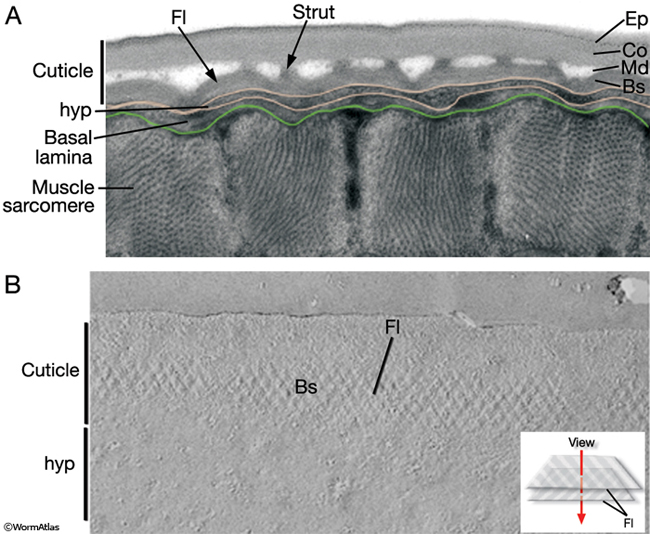 A
Fl
Strut
Ep
Co
Md
Bs
Cuticle
hyp
Basal
lamina
Muscle
sarcomere
B
Cuticle
Fl
Bs
hyp
View
Fl
©WormAtlas